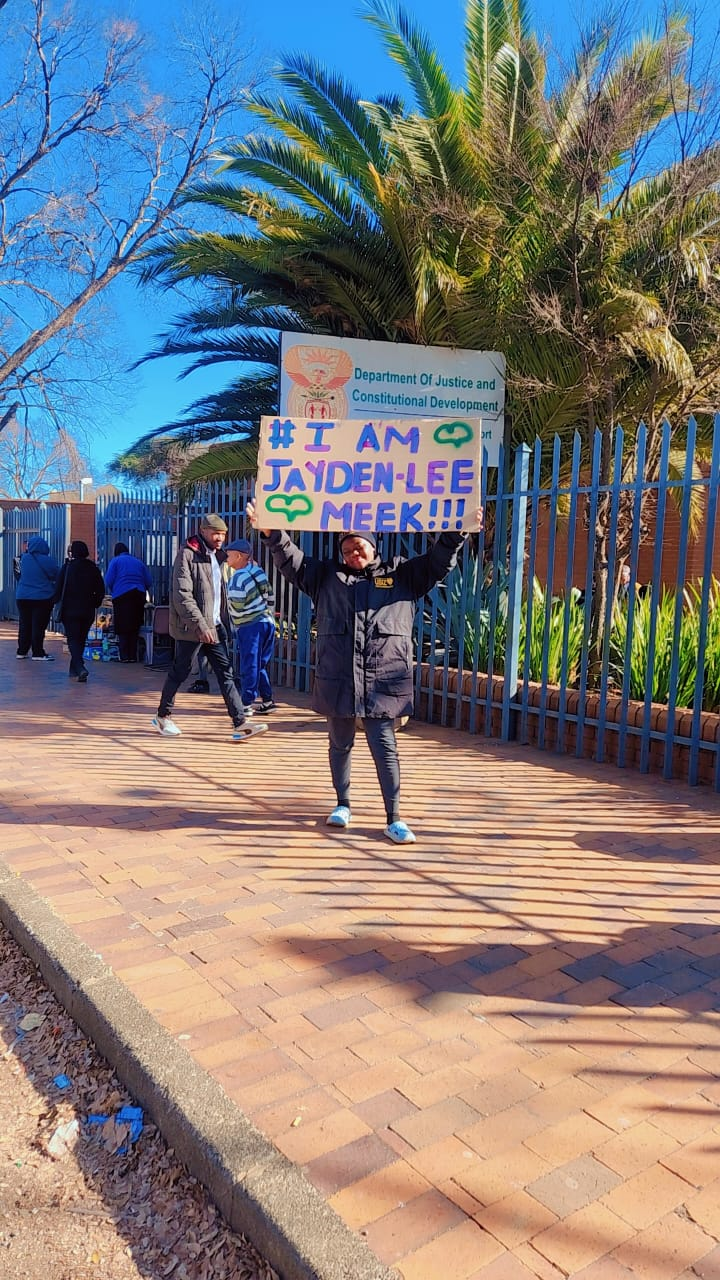 Department Of Justice and
Constitutional Development
# I AM
JAYDEN-LEE
MEEK!!!